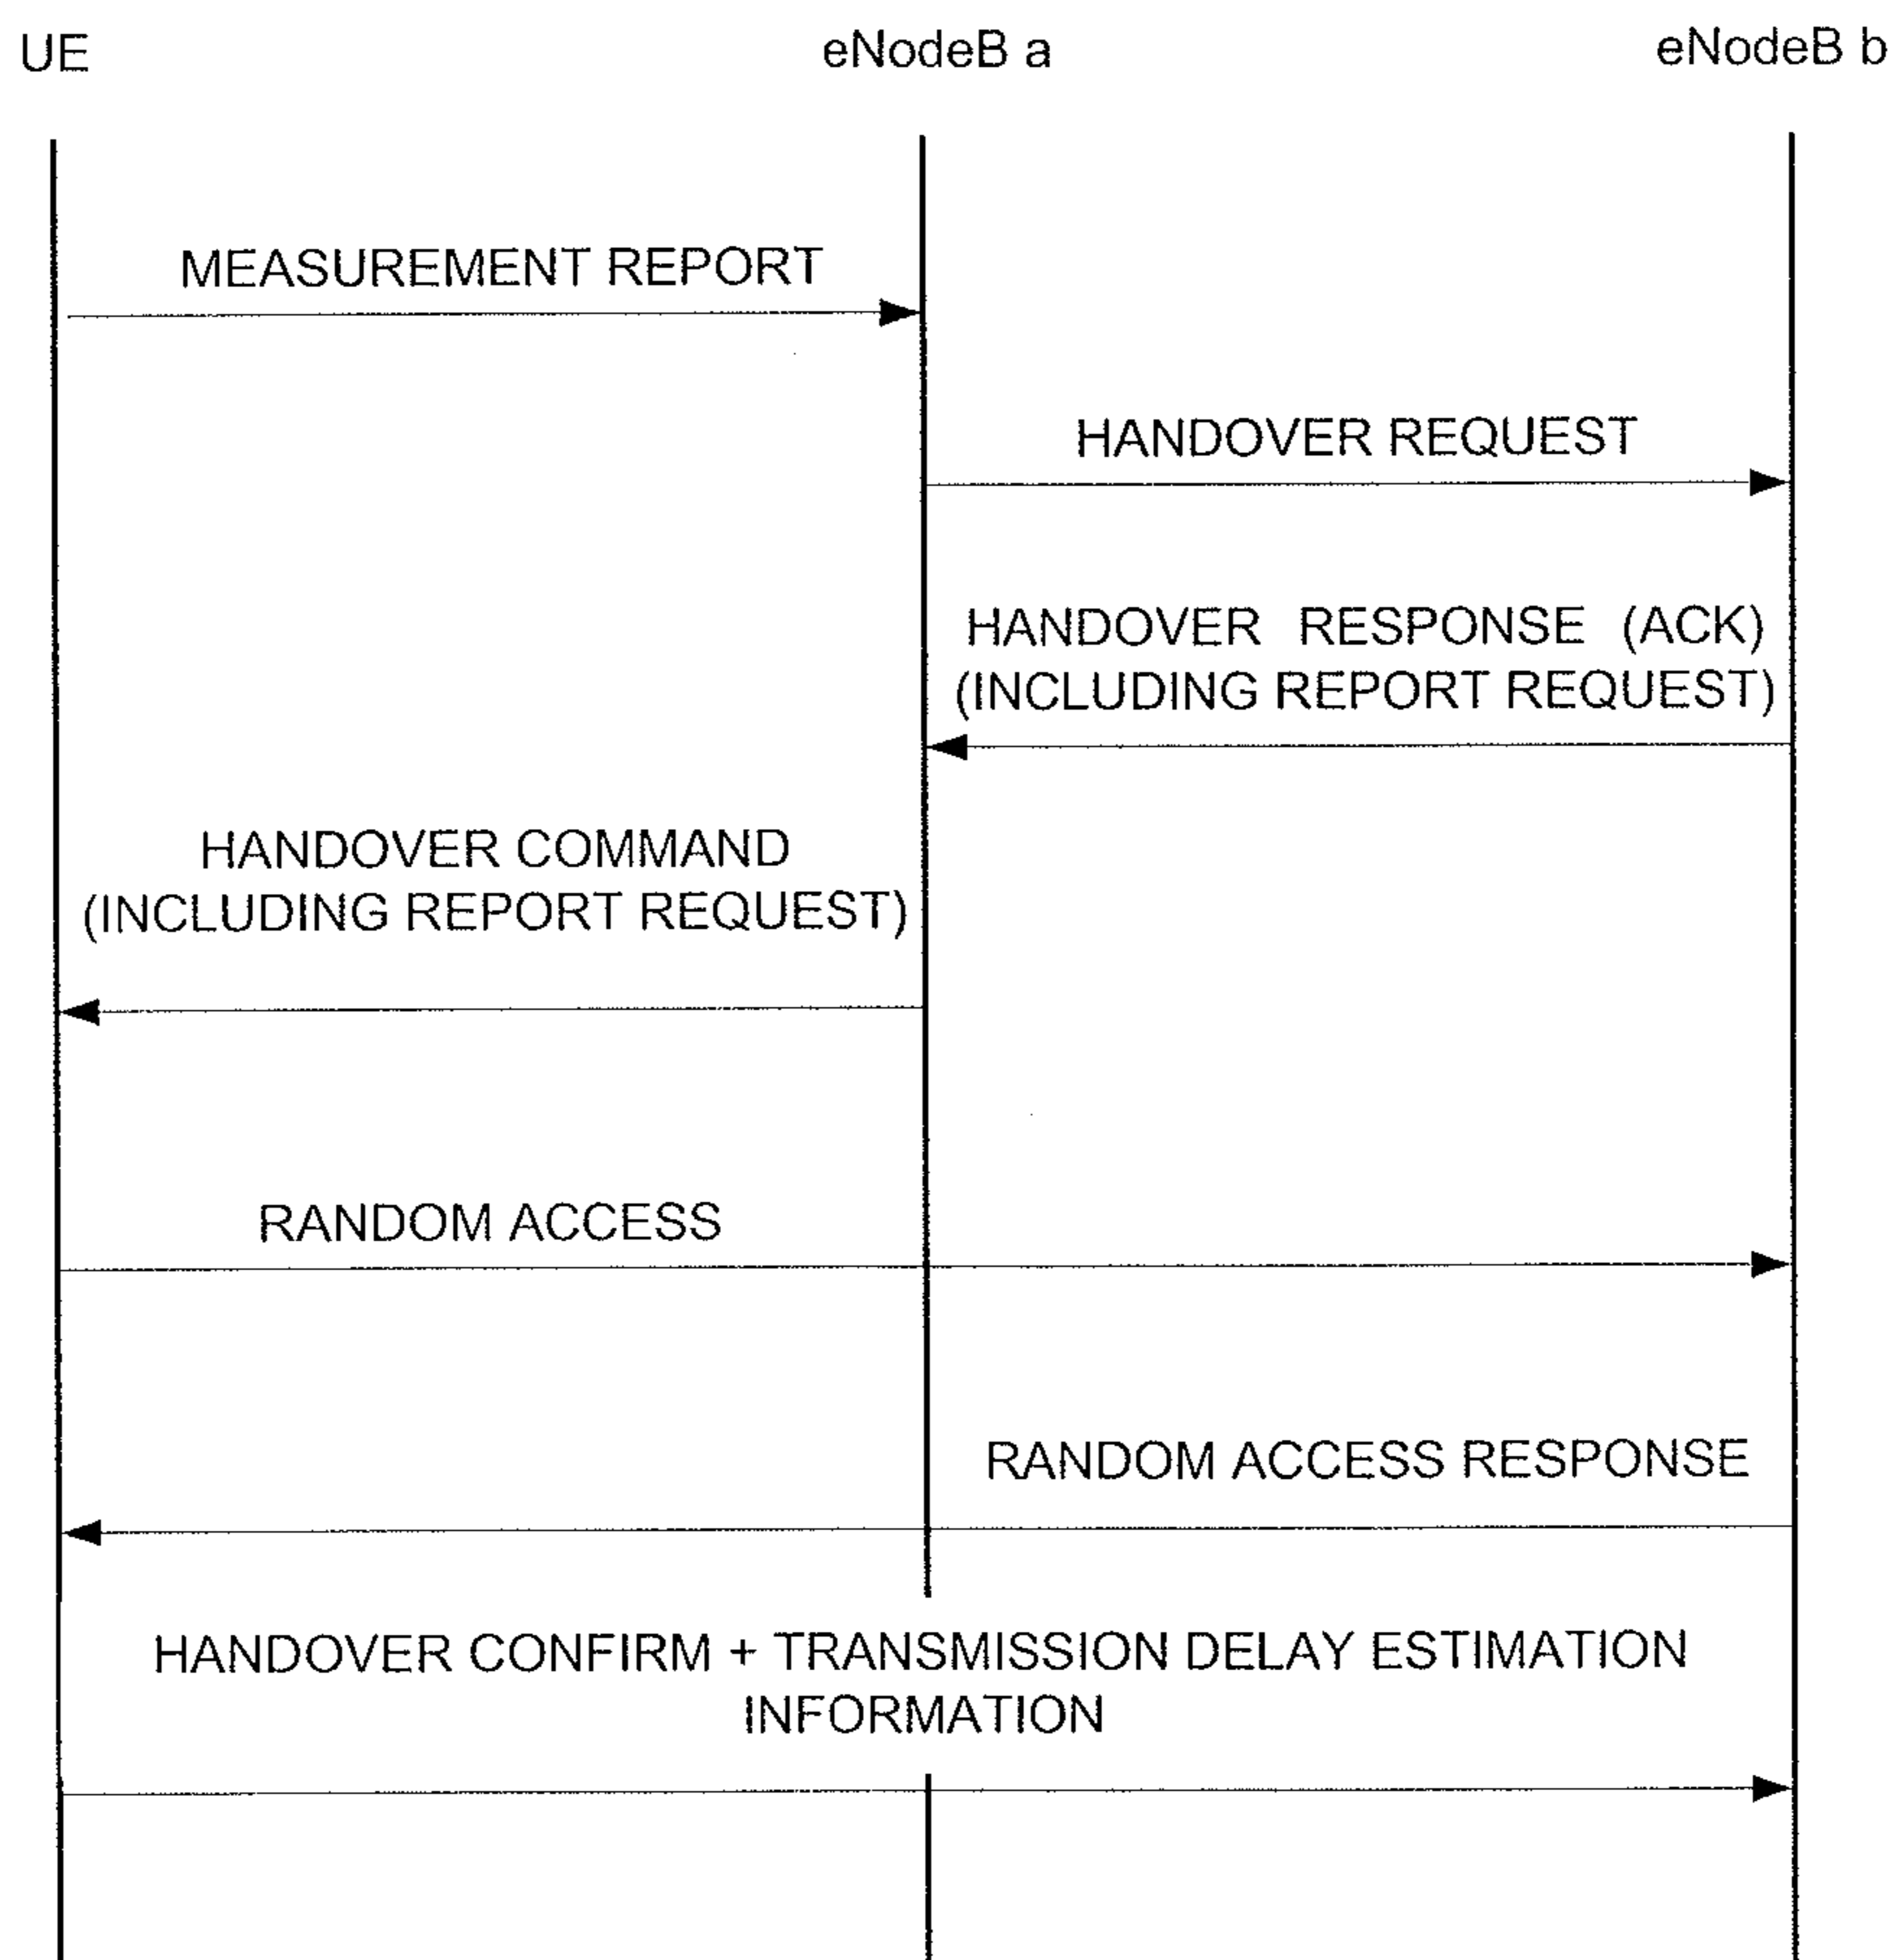 UE
eNodeB a
eNodeB b
MEASUREMENT REPORT
HANDOVER REQUEST
HANDOVER RESPONSE (ACK)
(INCLUDING REPORT REQUEST)
HANDOVER COMMAND
(INCLUDING REPORT REQUEST)
RANDOM ACCESS
RANDOM ACCESS RESPONSE
HANDOVER CONFIRM + TRANSMISSION DELAY ESTIMATION
INFORMATION